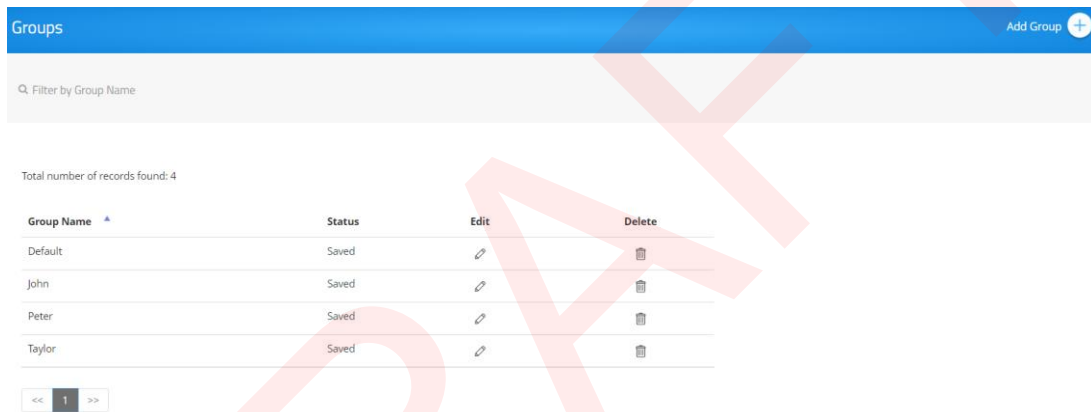 Groups
Add Group
Filter by Group Name
Total number of records found: 4
Group Name Status Edit Delete
Default Saved
John Saved
Peter Saved
Taylor Saved
<< 1 >>